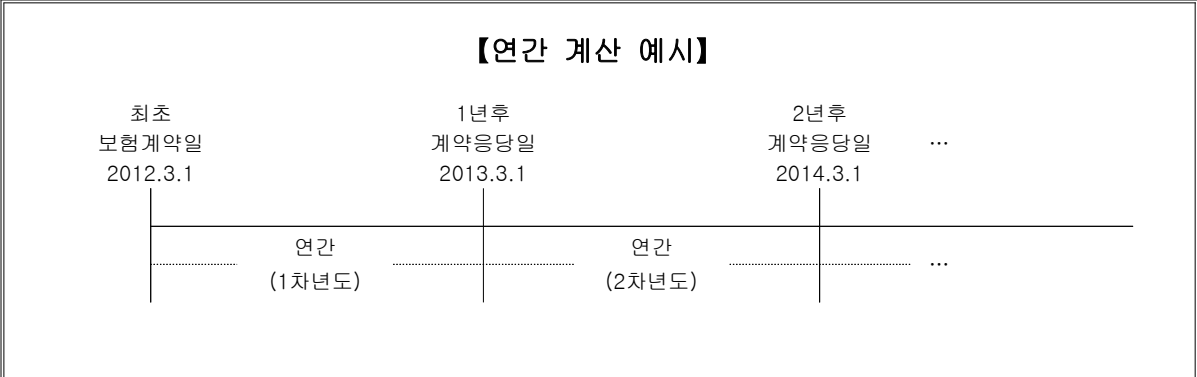 【연간 계산 예시】
최초 1년후 2년후
보험계약일 계약응당일 계약응당일 …
2012.3.1 2013.3.1 2014.3.1
연간 연간
(1차년도) (2차년도) …